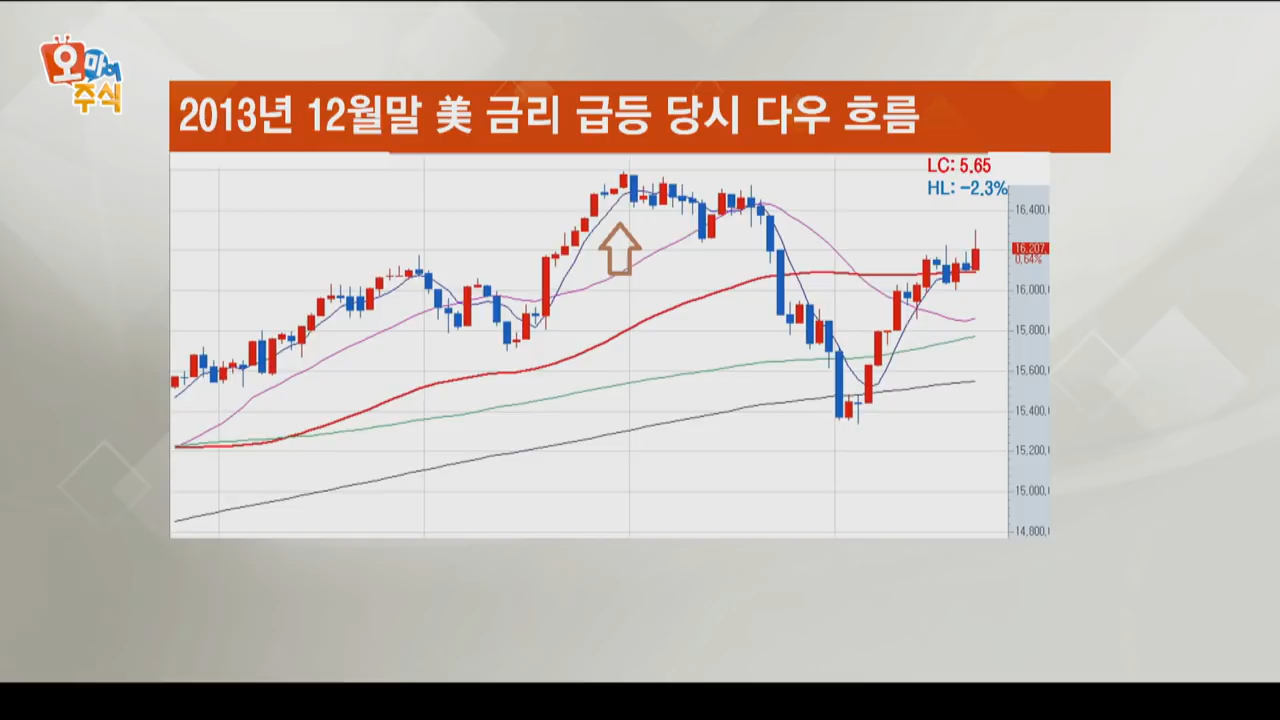 오마이
주식
2013년 12월말 美 금리 급등 당시 다우 흐름
LC: 5.65
HL: -2.3%
16,400.
16,207.
0.64%
16,000.
15,800.
15,600.
15,400.
15,200.
15,000.
14,800.